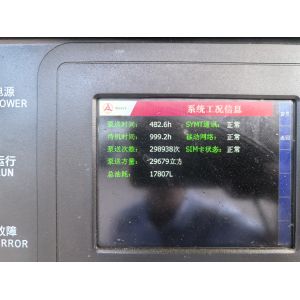 电源
POWER
运行
RUN
故障
ERROR
系统工况信息
泵送时间: 482.6h SYMT通讯: 正常
待机时间: 999.2h 移动网络: 正常
泵送次数: 298938次 SIM卡状态: 正常
泵送方量: 29679立方
总油耗: 17807L